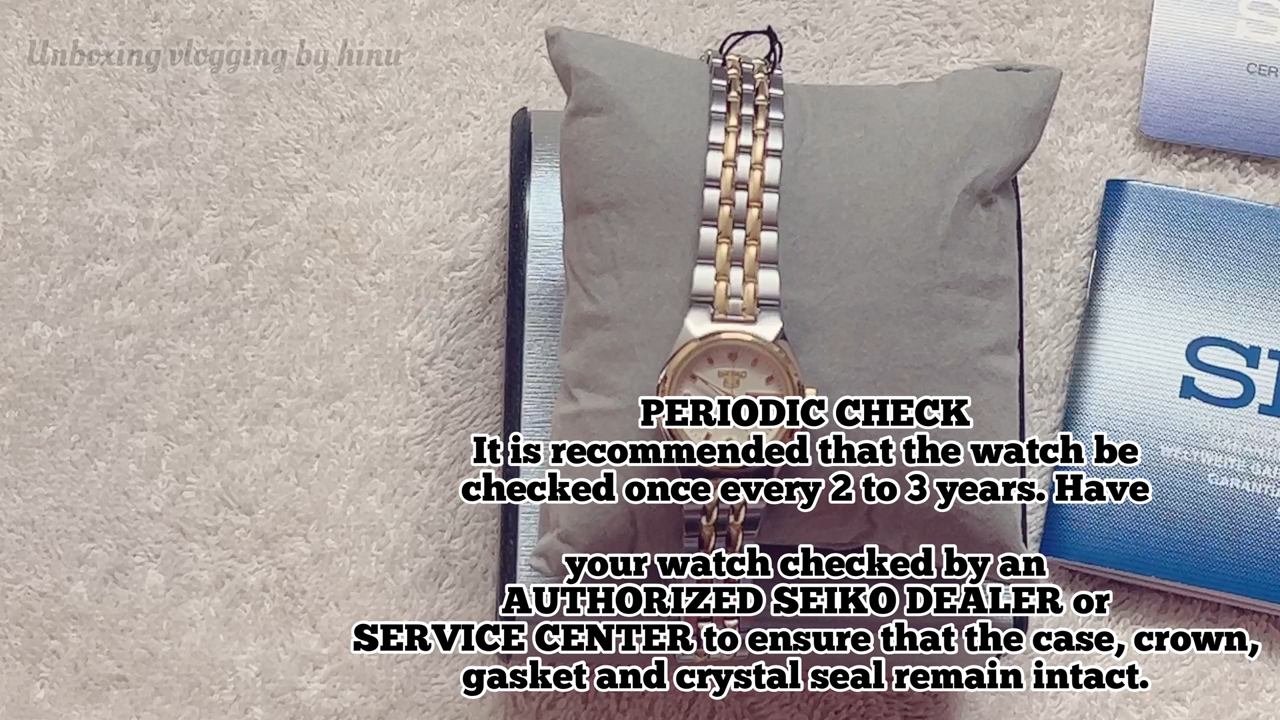 Unboxing vlogging by hinu
CER
SEIKO
PERIODIC CHECK
It is recommended that the watch be
checked once every 2 to 3 years. Have
your watch checked by an
AUTHORIZED SEIKO DEALER or
SERVICE CENTER to ensure that the case, crown,
gasket and crystal seal remain intact.